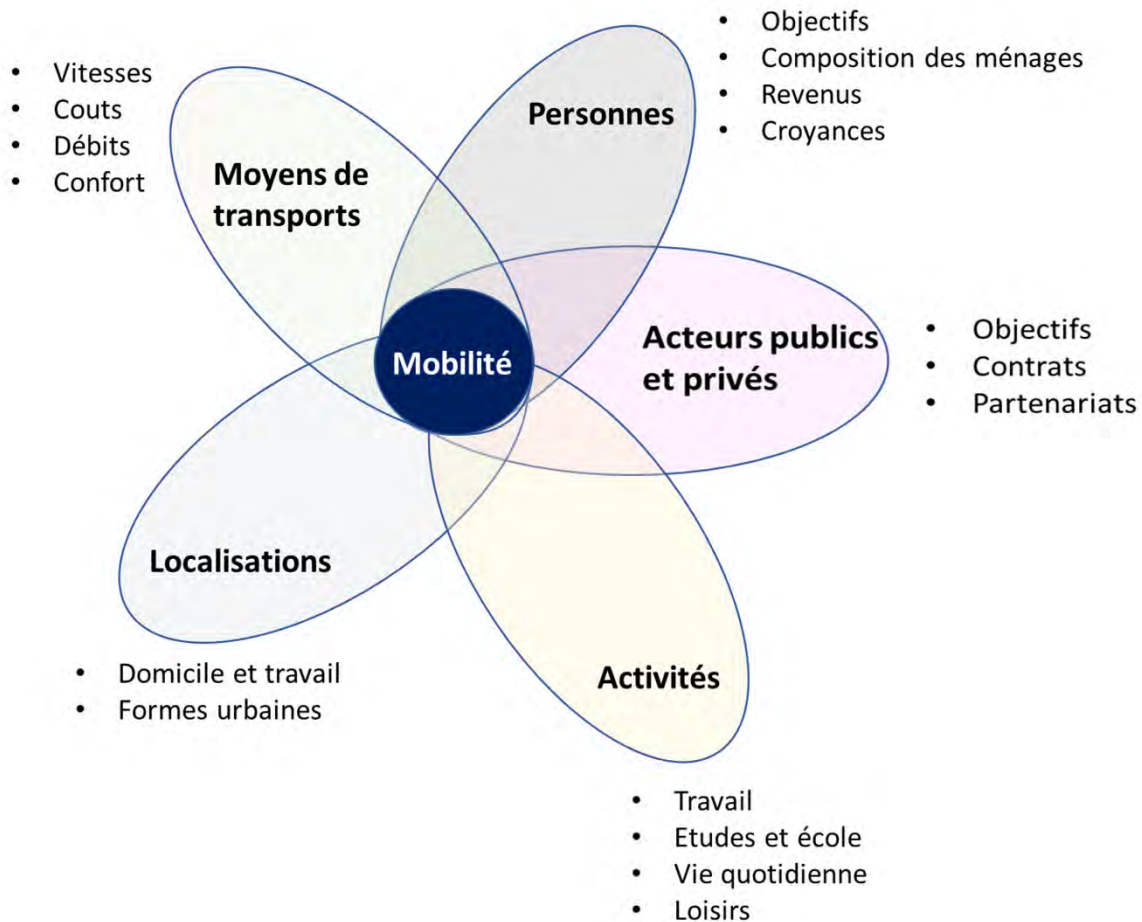 • Vitesses
• Couts
• Débits
• Confort
Moyens de
transports
• Objectifs
• Composition des ménages
• Revenus
• Croyances
Personnes
Acteurs publics
et privés
• Objectifs
• Contrats
• Partenariats
Mobilité
Localisations
• Domicile et travail
• Formes urbaines
Activités
• Travail
• Etudes et école
• Vie quotidienne
• Loisirs